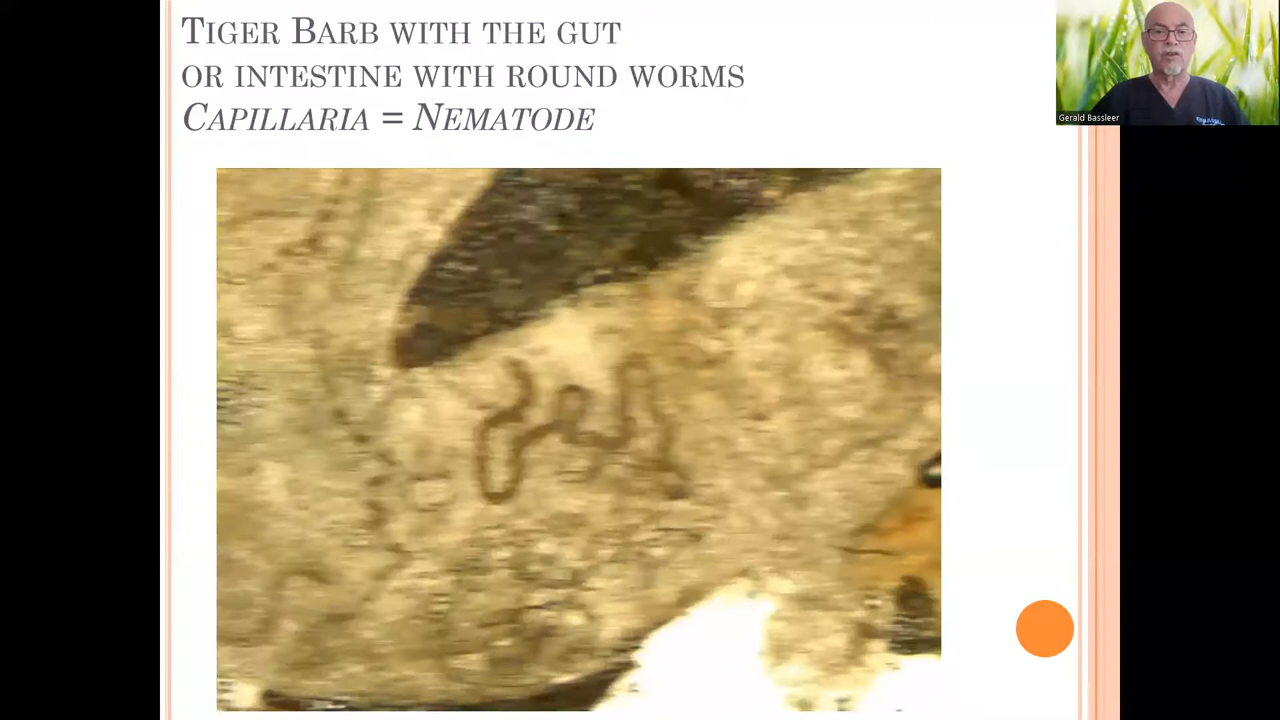 TIGER BARB WITH THE GUT
OR INTESTINE WITH ROUND WORMS
CAPILLARIA = NEMATODE
Gerald Bassleer